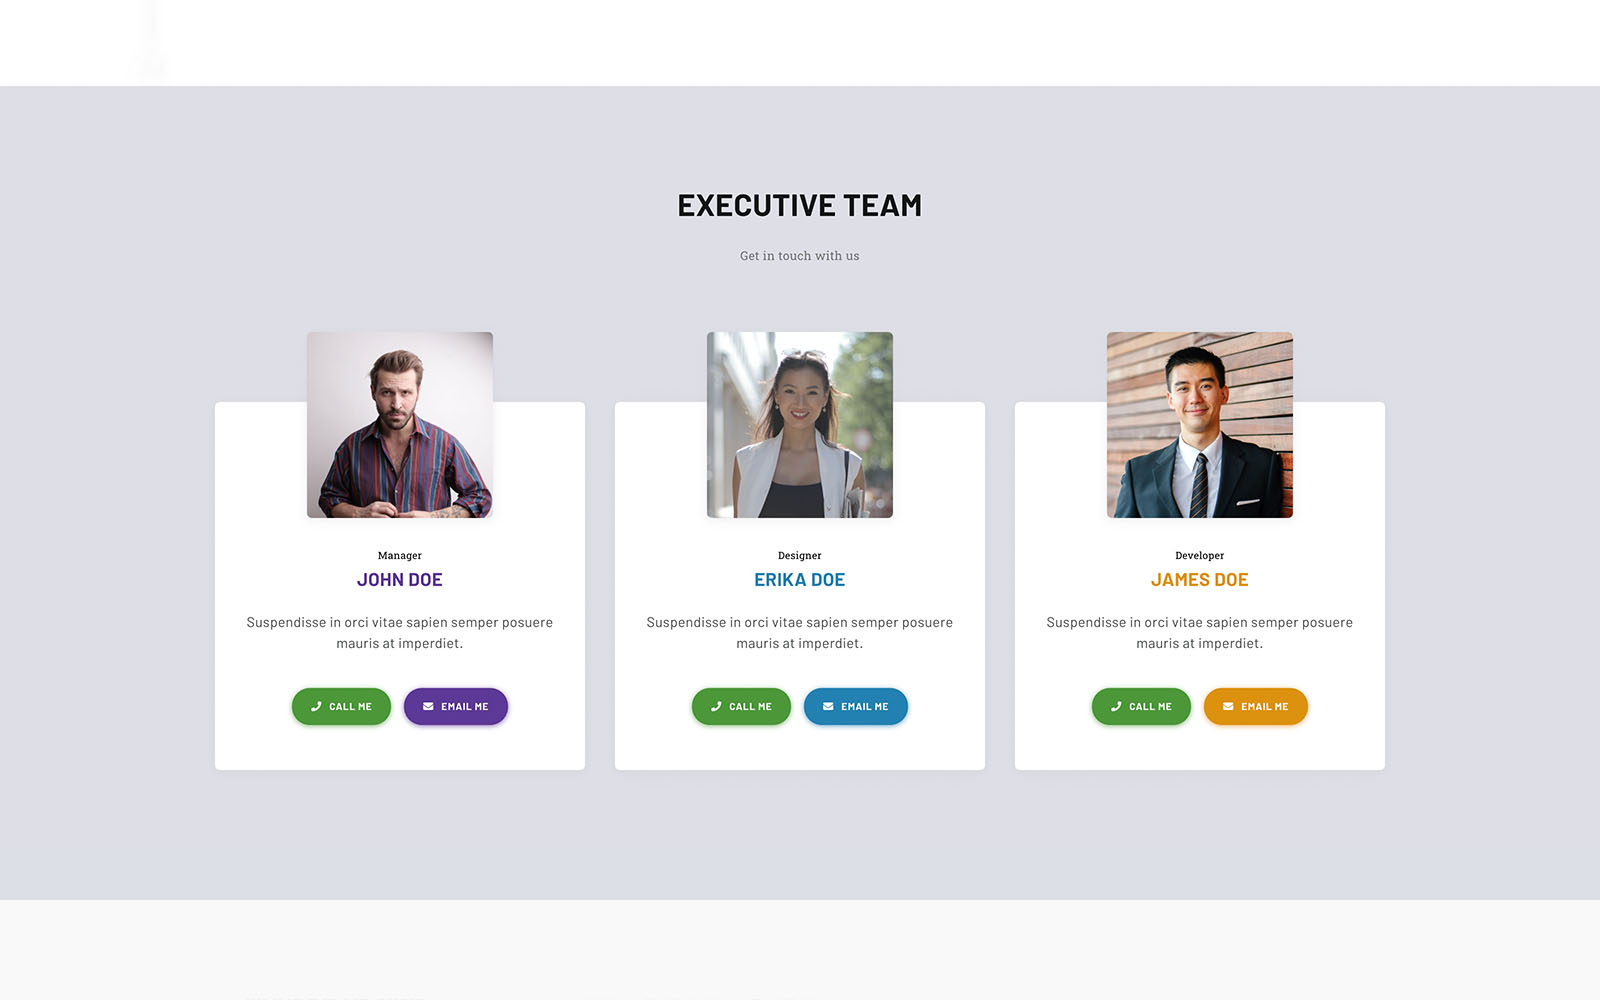 EXECUTIVE TEAM
Get in touch with us
Manager
JOHN DOE
Suspendisse in orci vitae sapien semper posuere
mauris at imperdiet.
CALL ME
EMAIL ME
Designer
ERIKA DOE
Suspendisse in orci vitae sapien semper posuere
mauris at imperdiet.
CALL ME
EMAIL ME
Developer
JAMES DOE
Suspendisse in orci vitae sapien semper posuere
mauris at imperdiet.
CALL ME
EMAIL ME